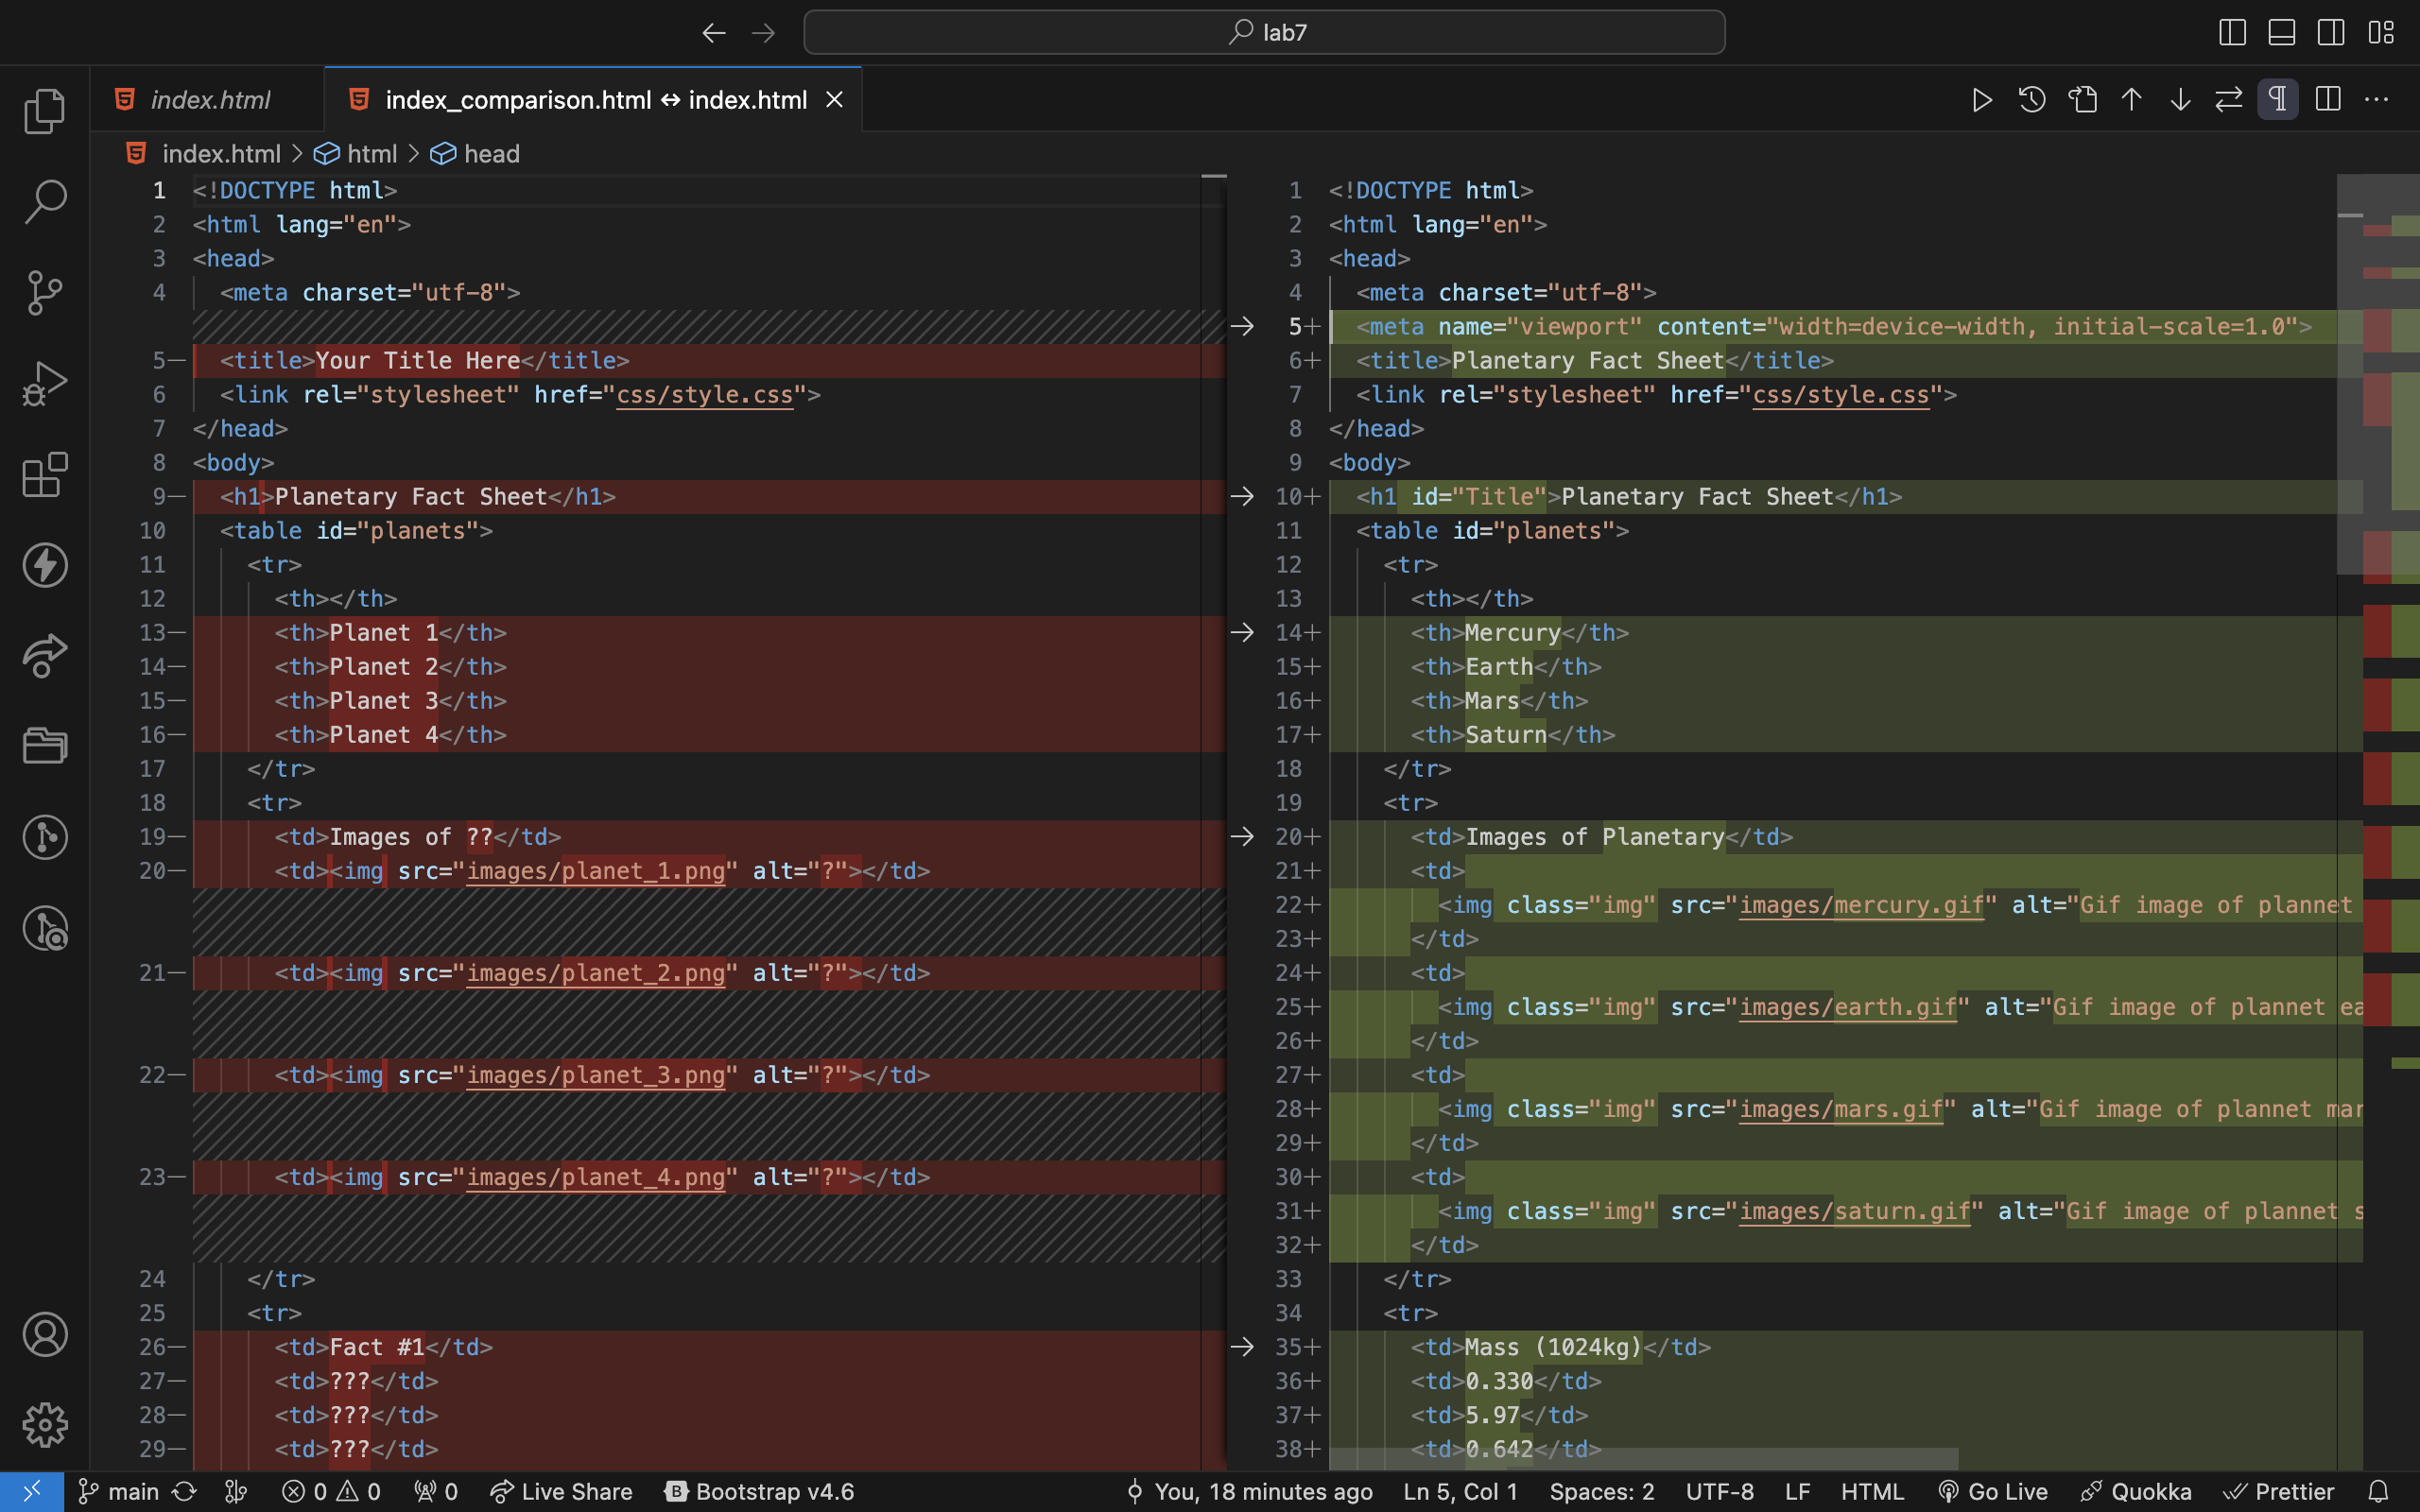 lab7
index.html
index_comparison.html ↔ index.html
index.html > html > head
1 <!DOCTYPE html>
2 <html lang="en">
3 <head>
4 <meta charset="utf-8">
5— <title>Your Title Here</title>
6 <link rel="stylesheet" href="css/style.css">
7 </head>
8 <body>
9— <h1>Planetary Fact Sheet</h1>
10 <table id="planets">
11 <tr>
12 <th></th>
13— <th>Planet 1</th>
14— <th>Planet 2</th>
15— <th>Planet 3</th>
16— <th>Planet 4</th>
17 </tr>
18 <tr>
19— <td>Images of ??</td>
20— <td><img src="images/planet_1.png" alt="?"></td>
21— <td><img src="images/planet_2.png" alt="?"></td>
22— <td><img src="images/planet_3.png" alt="?"></td>
23— <td><img src="images/planet_4.png" alt="?"></td>
24 </tr>
25 <tr>
26— <td>Fact #1</td>
27— <td>???</td>
28— <td>???</td>
29— <td>???</td>
1 <!DOCTYPE html>
2 <html lang="en">
3 <head>
4 <meta charset="utf-8">
5+ <meta name="viewport" content="width=device-width, initial-scale=1.0">
6+ <title>Planetary Fact Sheet</title>
7 <link rel="stylesheet" href="css/style.css">
8 </head>
9 <body>
10+ <h1 id="Title">Planetary Fact Sheet</h1>
11 <table id="planets">
12 <tr>
13 <th></th>
14+ <th>Mercury</th>
15+ <th>Earth</th>
16+ <th>Mars</th>
17+ <th>Saturn</th>
18 </tr>
19 <tr>
20+ <td>Images of Planetary</td>
21+ <td>
22+ <img class="img" src="images/mercury.gif" alt="Gif image of plannet
23+ </td>
24+ <td>
25+ <img class="img" src="images/earth.gif" alt="Gif image of plannet ea
26+ </td>
27+ <td>
28+ <img class="img" src="images/mars.gif" alt="Gif image of plannet mar
29+ </td>
30+ <td>
31+ <img class="img" src="images/saturn.gif" alt="Gif image of plannet s
32+ </td>
33 </tr>
34 <tr>
35+ <td>Mass (1024kg)</td>
36+ <td>0.330</td>
37+ <td>5.97</td>
38+ <td>0.642</td>
main 0 0 0 Live Share B Bootstrap v4.6 You, 18 minutes ago Ln 5, Col 1 Spaces: 2 UTF-8 LF HTML Go Live Quokka Prettier